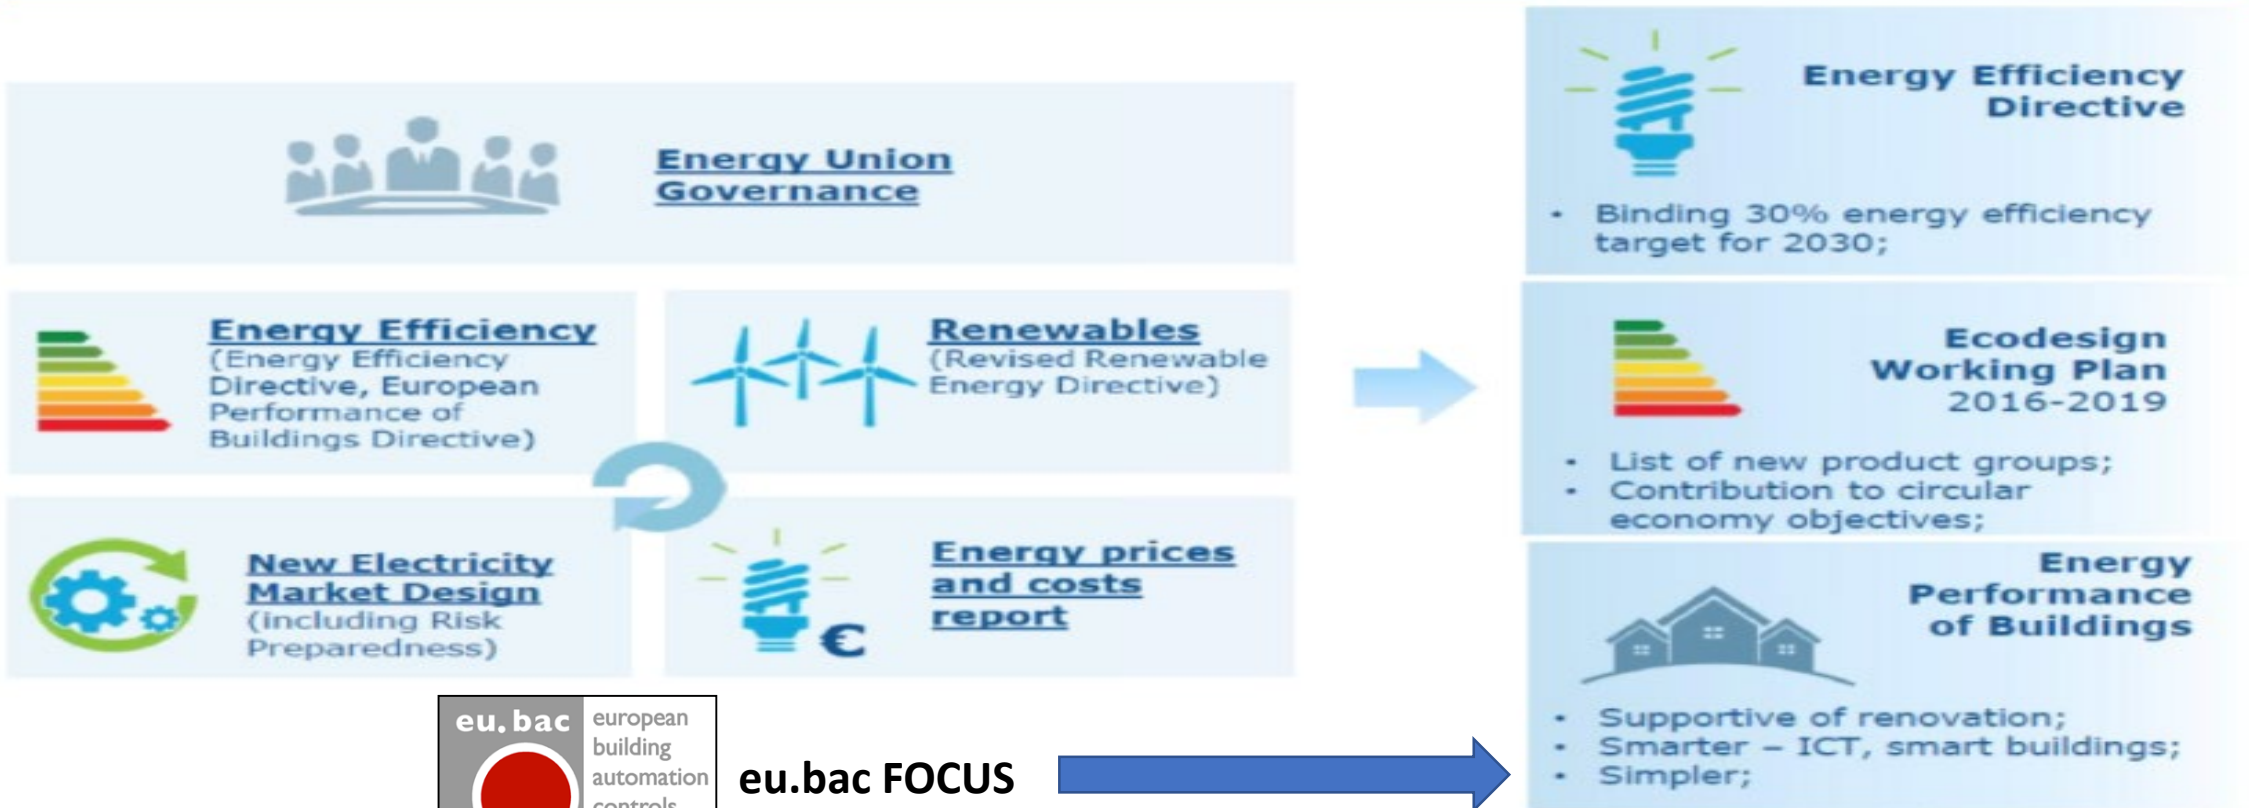 Energy Union
Governance
Energy Efficiency
(Energy Efficiency
Directive, European
Performance of
Buildings Directive)
Renewables
(Revised Renewable
Energy Directive)
New Electricity
Market Design
(including Risk
Preparedness)
Energy prices
and costs
report
€
Energy Efficiency
Directive
• Binding 30% energy efficiency
target for 2030;
Ecodesign
Working Plan
2016-2019
• List of new product groups;
• Contribution to circular
economy objectives;
Energy
Performance
of Buildings
• Supportive of renovation;
• Smarter – ICT, smart buildings;
• Simpler;
eu.bac
european
building
automation
controls
eu.bac FOCUS